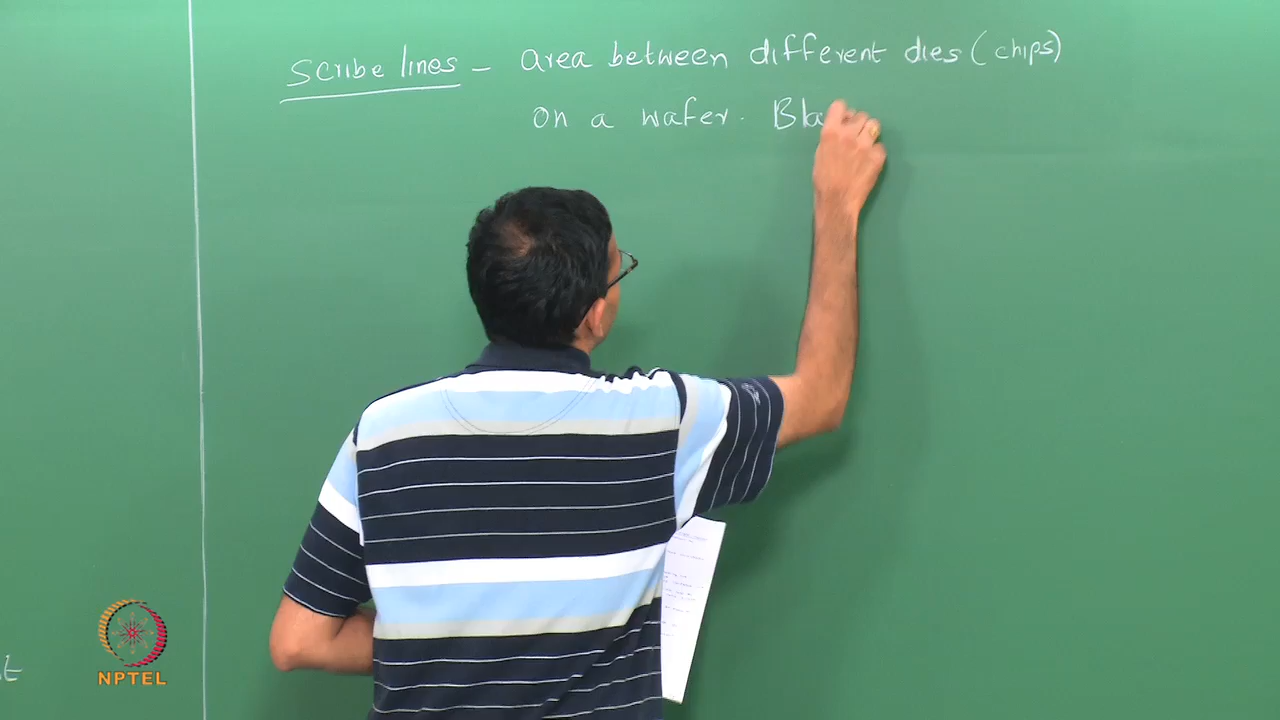 Scribe lines - area between different dies (chips)
on a wafer. Bla
NPTEL